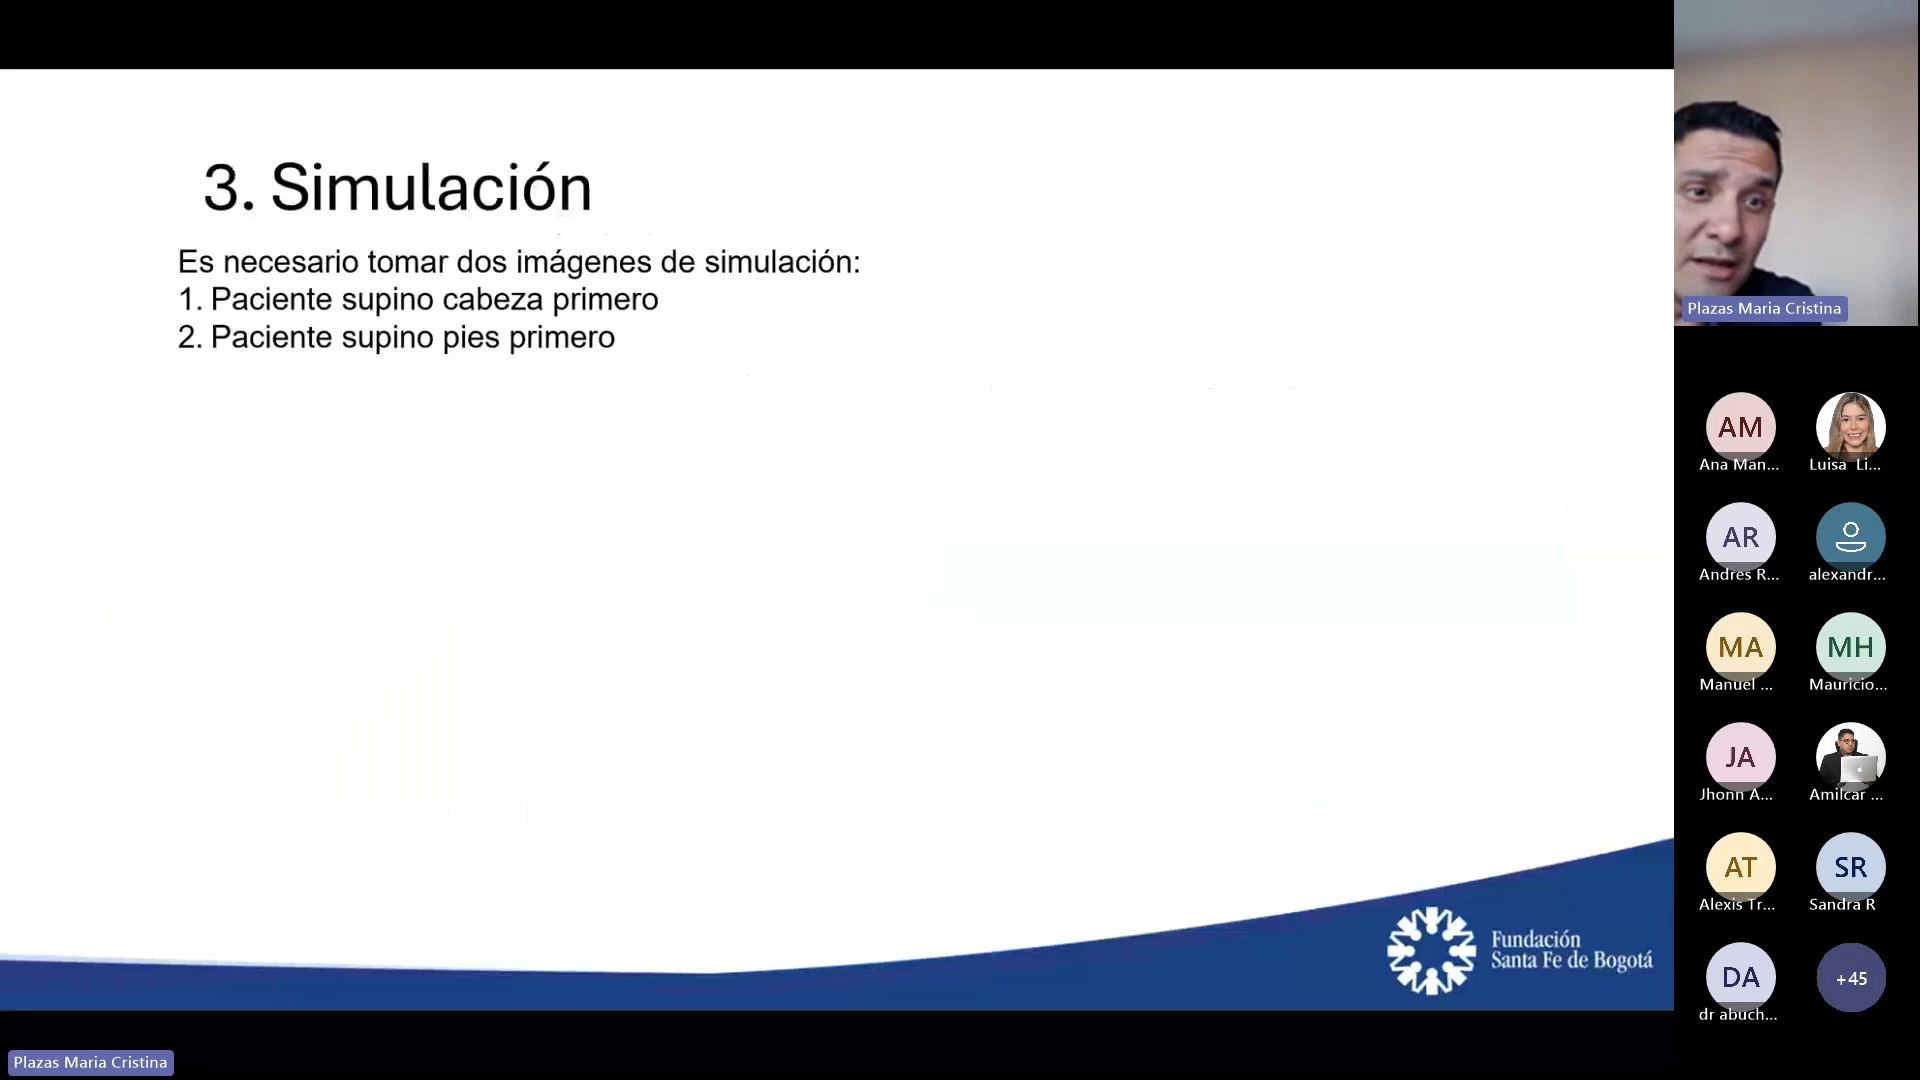 3. Simulación
Es necesario tomar dos imágenes de simulación:
1. Paciente supino cabeza primero
2. Paciente supino pies primero
Fundación
Santa Fe de Bogotá
Plazas Maria Cristina
Plazas Maria Cristina
AM
Ana Man...
Luisa Li...
AR
Andres R...
alexandr...
MA
Manuel ...
MH
Mauricio...
JA
Jhonn A...
Amilcar ...
AT
Alexis Tr...
SR
Sandra R
DA
dr abuch...
+45